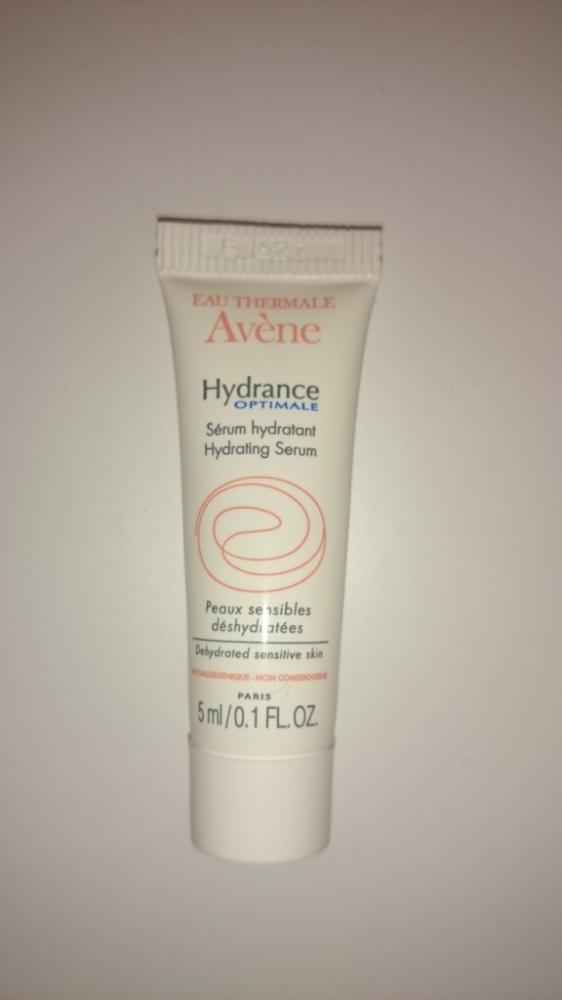 EAU THERMALE
Avène
Hydrance
OPTIMALE
Sérum hydratant
Hydrating Serum
Peaux sensibles
déshydratées
Dehydrated sensitive skin
NON COMEDOGENE
PARIS
5 ml/0.1 FL. OZ.